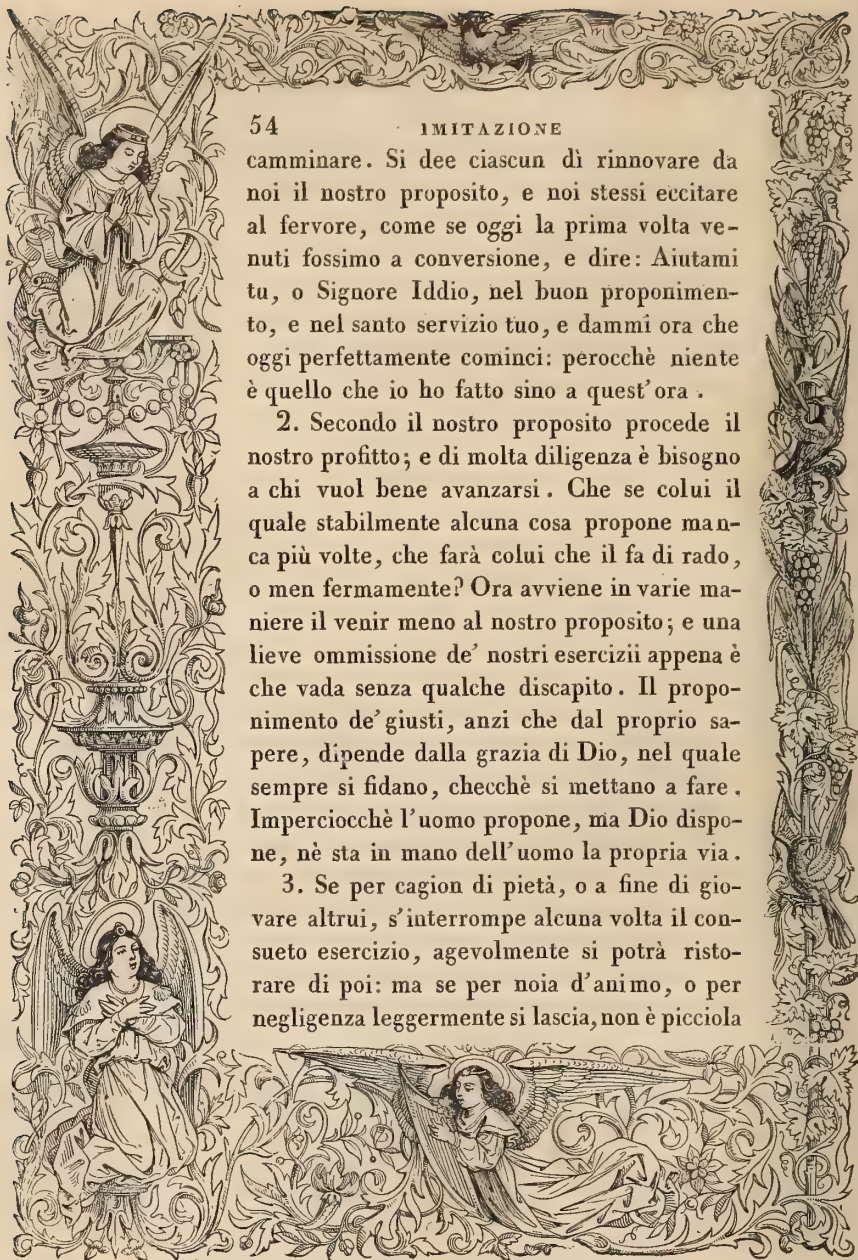 54 IMITAZIONE
camminare. Si dee ciascun dì rinnovare da
noi il nostro proposito, e noi stessi eccitare
al fervore, come se oggi la prima volta ve-
nuti fossimo a conversione, e dire: Aiutami
tu, o Signore Iddio, nel buon proponimen-
to, e nel santo servizio tuo, e dammi ora che
oggi perfettamente cominci: perocchè niente
è quello che io ho fatto sino a quest'ora.
2. Secondo il nostro proposito procede il
nostro profitto; e di molta diligenza è bisogno
a chi vuol bene avanzarsi. Che se colui il
quale stabilmente alcuna cosa propone man-
ca più volte, che farà colui che il fa di rado,
o men fermamente? Ora avviene in varie ma-
niere il venir meno al nostro proposito; e una
lieve ommissione de' nostri esercizii appena è
che vada senza qualche discapito. Il propo-
nimento de' giusti, anzi che dal proprio sa-
pere, dipende dalla grazia di Dio, nel quale
sempre si fidano, checchè si mettano a fare.
Imperciocchè l'uomo propone, ma Dio dispo-
ne, nè sta in mano dell'uomo la propria via.
3. Se per cagion di pietà, o a fine di gio-
vare altrui, s'interrompe alcuna volta il con-
sueto esercizio, agevolmente si potrà risto-
rare di poi: ma se per noia d'animo, o per
negligenza leggermente si lascia, non è picciola